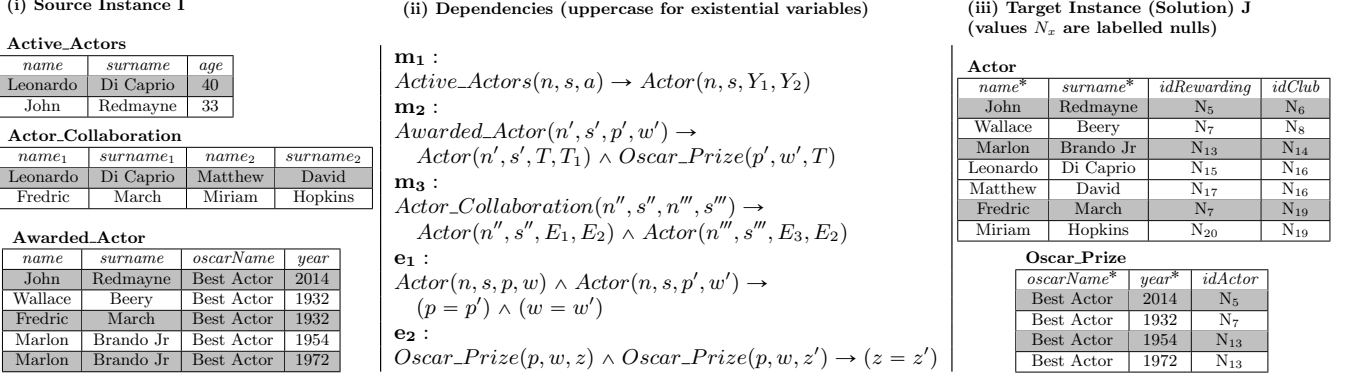 (i) Source Instance I
Active_Actors
name surname age
Leonardo Di Caprio 40
John Redmayne 33
Actor_Collaboration
name₁ surname₁ name₂ surname₂
Leonardo Di Caprio Matthew David
Fredric March Miriam Hopkins
Awarded_Actor
name surname oscarName year
John Redmayne Best Actor 2014
Wallace Beery Best Actor 1932
Fredric March Best Actor 1932
Marlon Brando Jr Best Actor 1954
Marlon Brando Jr Best Actor 1972
(ii) Dependencies (uppercase for existential variables)
m₁ :
Active_Actors(n, s, a) → Actor(n, s, Y₁, Y₂)
m₂ :
Awarded_Actor(n′, s′, p′, w′) →
Actor(n′, s′, T, T₁) ∧ Oscar_Prize(p′, w′, T)
m₃ :
Actor_Collaboration(n″, s″, n‴, s‴) →
Actor(n″, s″, E₁, E₂) ∧ Actor(n‴, s‴, E₃, E₂)
e₁ :
Actor(n, s, p, w) ∧ Actor(n, s, p′, w′) →
(p = p′) ∧ (w = w′)
e₂ :
Oscar_Prize(p, w, z) ∧ Oscar_Prize(p, w, z′) → (z = z′)
(iii) Target Instance (Solution) J
(values Nₓ are labelled nulls)
Actor
name* surname* idRewarding idClub
John Redmayne N₅ N₆
Wallace Beery N₇ N₈
Marlon Brando Jr N₁₃ N₁₄
Leonardo Di Caprio N₁₅ N₁₆
Matthew David N₁₇ N₁₆
Fredric March N₇ N₁₉
Miriam Hopkins N₂₀ N₁₉
Oscar_Prize
oscarName* year* idActor
Best Actor 2014 N₅
Best Actor 1932 N₇
Best Actor 1954 N₁₃
Best Actor 1972 N₁₃